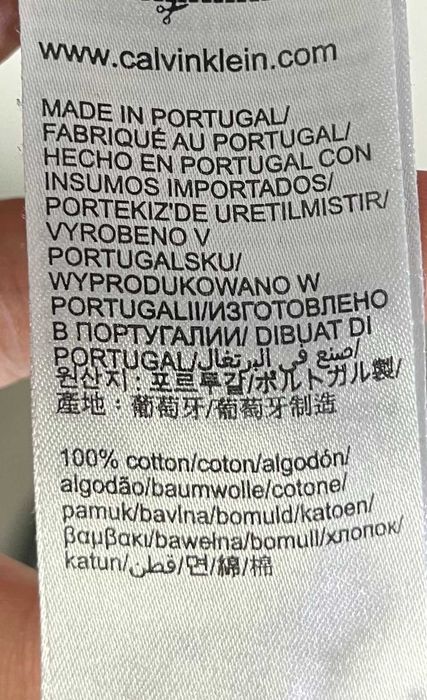 www.calvinklein.com
MADE IN PORTUGAL/
FABRIQUÉ AU PORTUGAL/
HECHO EN PORTUGAL CON
INSUMOS IMPORTADOS/
PORTEKIZ'DE URETILMISTIR/
VYROBENO V
PORTUGALSKU/
WYPRODUKOWANO W
PORTUGALII/ИЗГОТОВЛЕНО
В ПОРТУГАЛИИ/ DIBUAT DI
PORTUGAL/صنع في البرتغال/
원산지: 포르투갈/ポルトガル製/
產地：葡萄牙/葡萄牙制造
100% cotton/coton/algodón/
algodão/baumwolle/cotone/
pamuk/bavlna/bomuld/katoen/
βαμβακι/bawełna/bomull/хлопок/
katun/قطن/면/綿/棉